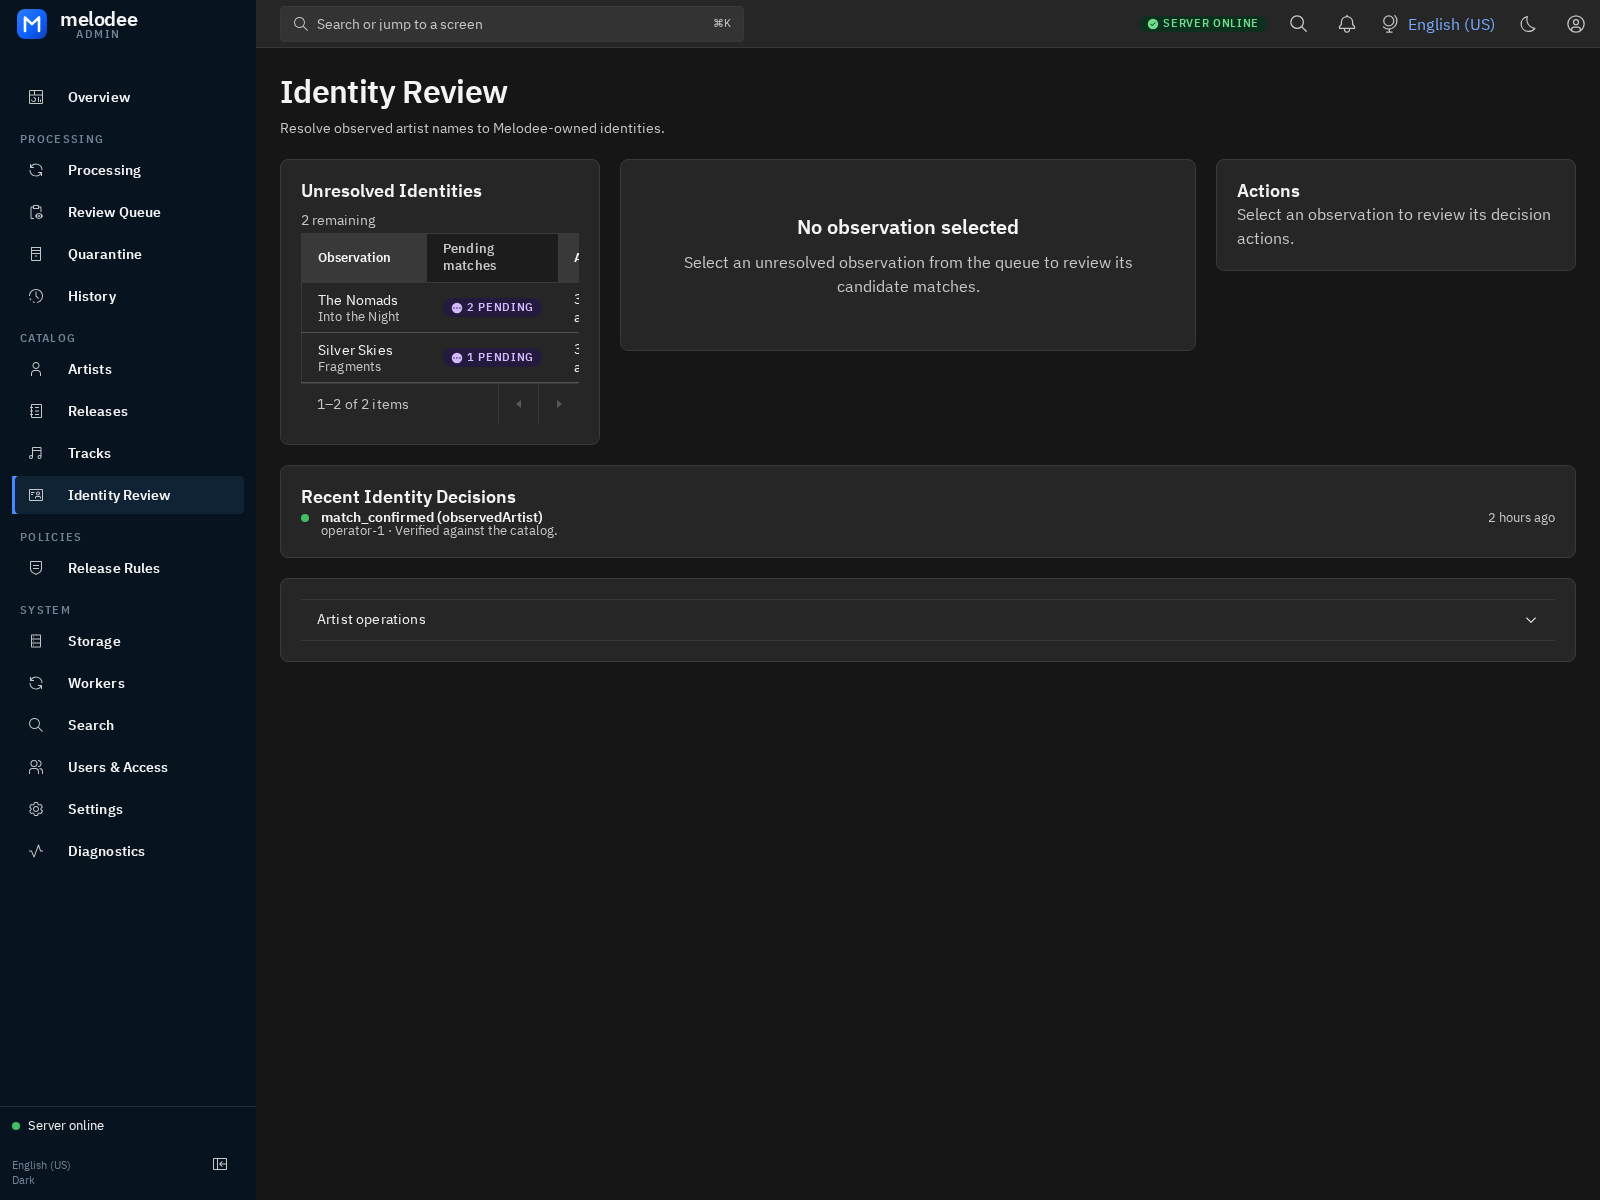 melodee
ADMIN
Search or jump to a screen
⌘K
SERVER ONLINE
English (US)
Overview
PROCESSING
Processing
Review Queue
Quarantine
History
CATALOG
Artists
Releases
Tracks
Identity Review
POLICIES
Release Rules
SYSTEM
Storage
Workers
Search
Users & Access
Settings
Diagnostics
Server online
English (US)
Dark
Identity Review
Resolve observed artist names to Melodee-owned identities.
Unresolved Identities
2 remaining
Observation
Pending
matches
The Nomads
Into the Night
2 PENDING
Silver Skies
Fragments
1 PENDING
1–2 of 2 items
No observation selected
Select an unresolved observation from the queue to review its
candidate matches.
Actions
Select an observation to review its decision
actions.
Recent Identity Decisions
match_confirmed (observedArtist)
operator-1 · Verified against the catalog.
2 hours ago
Artist operations